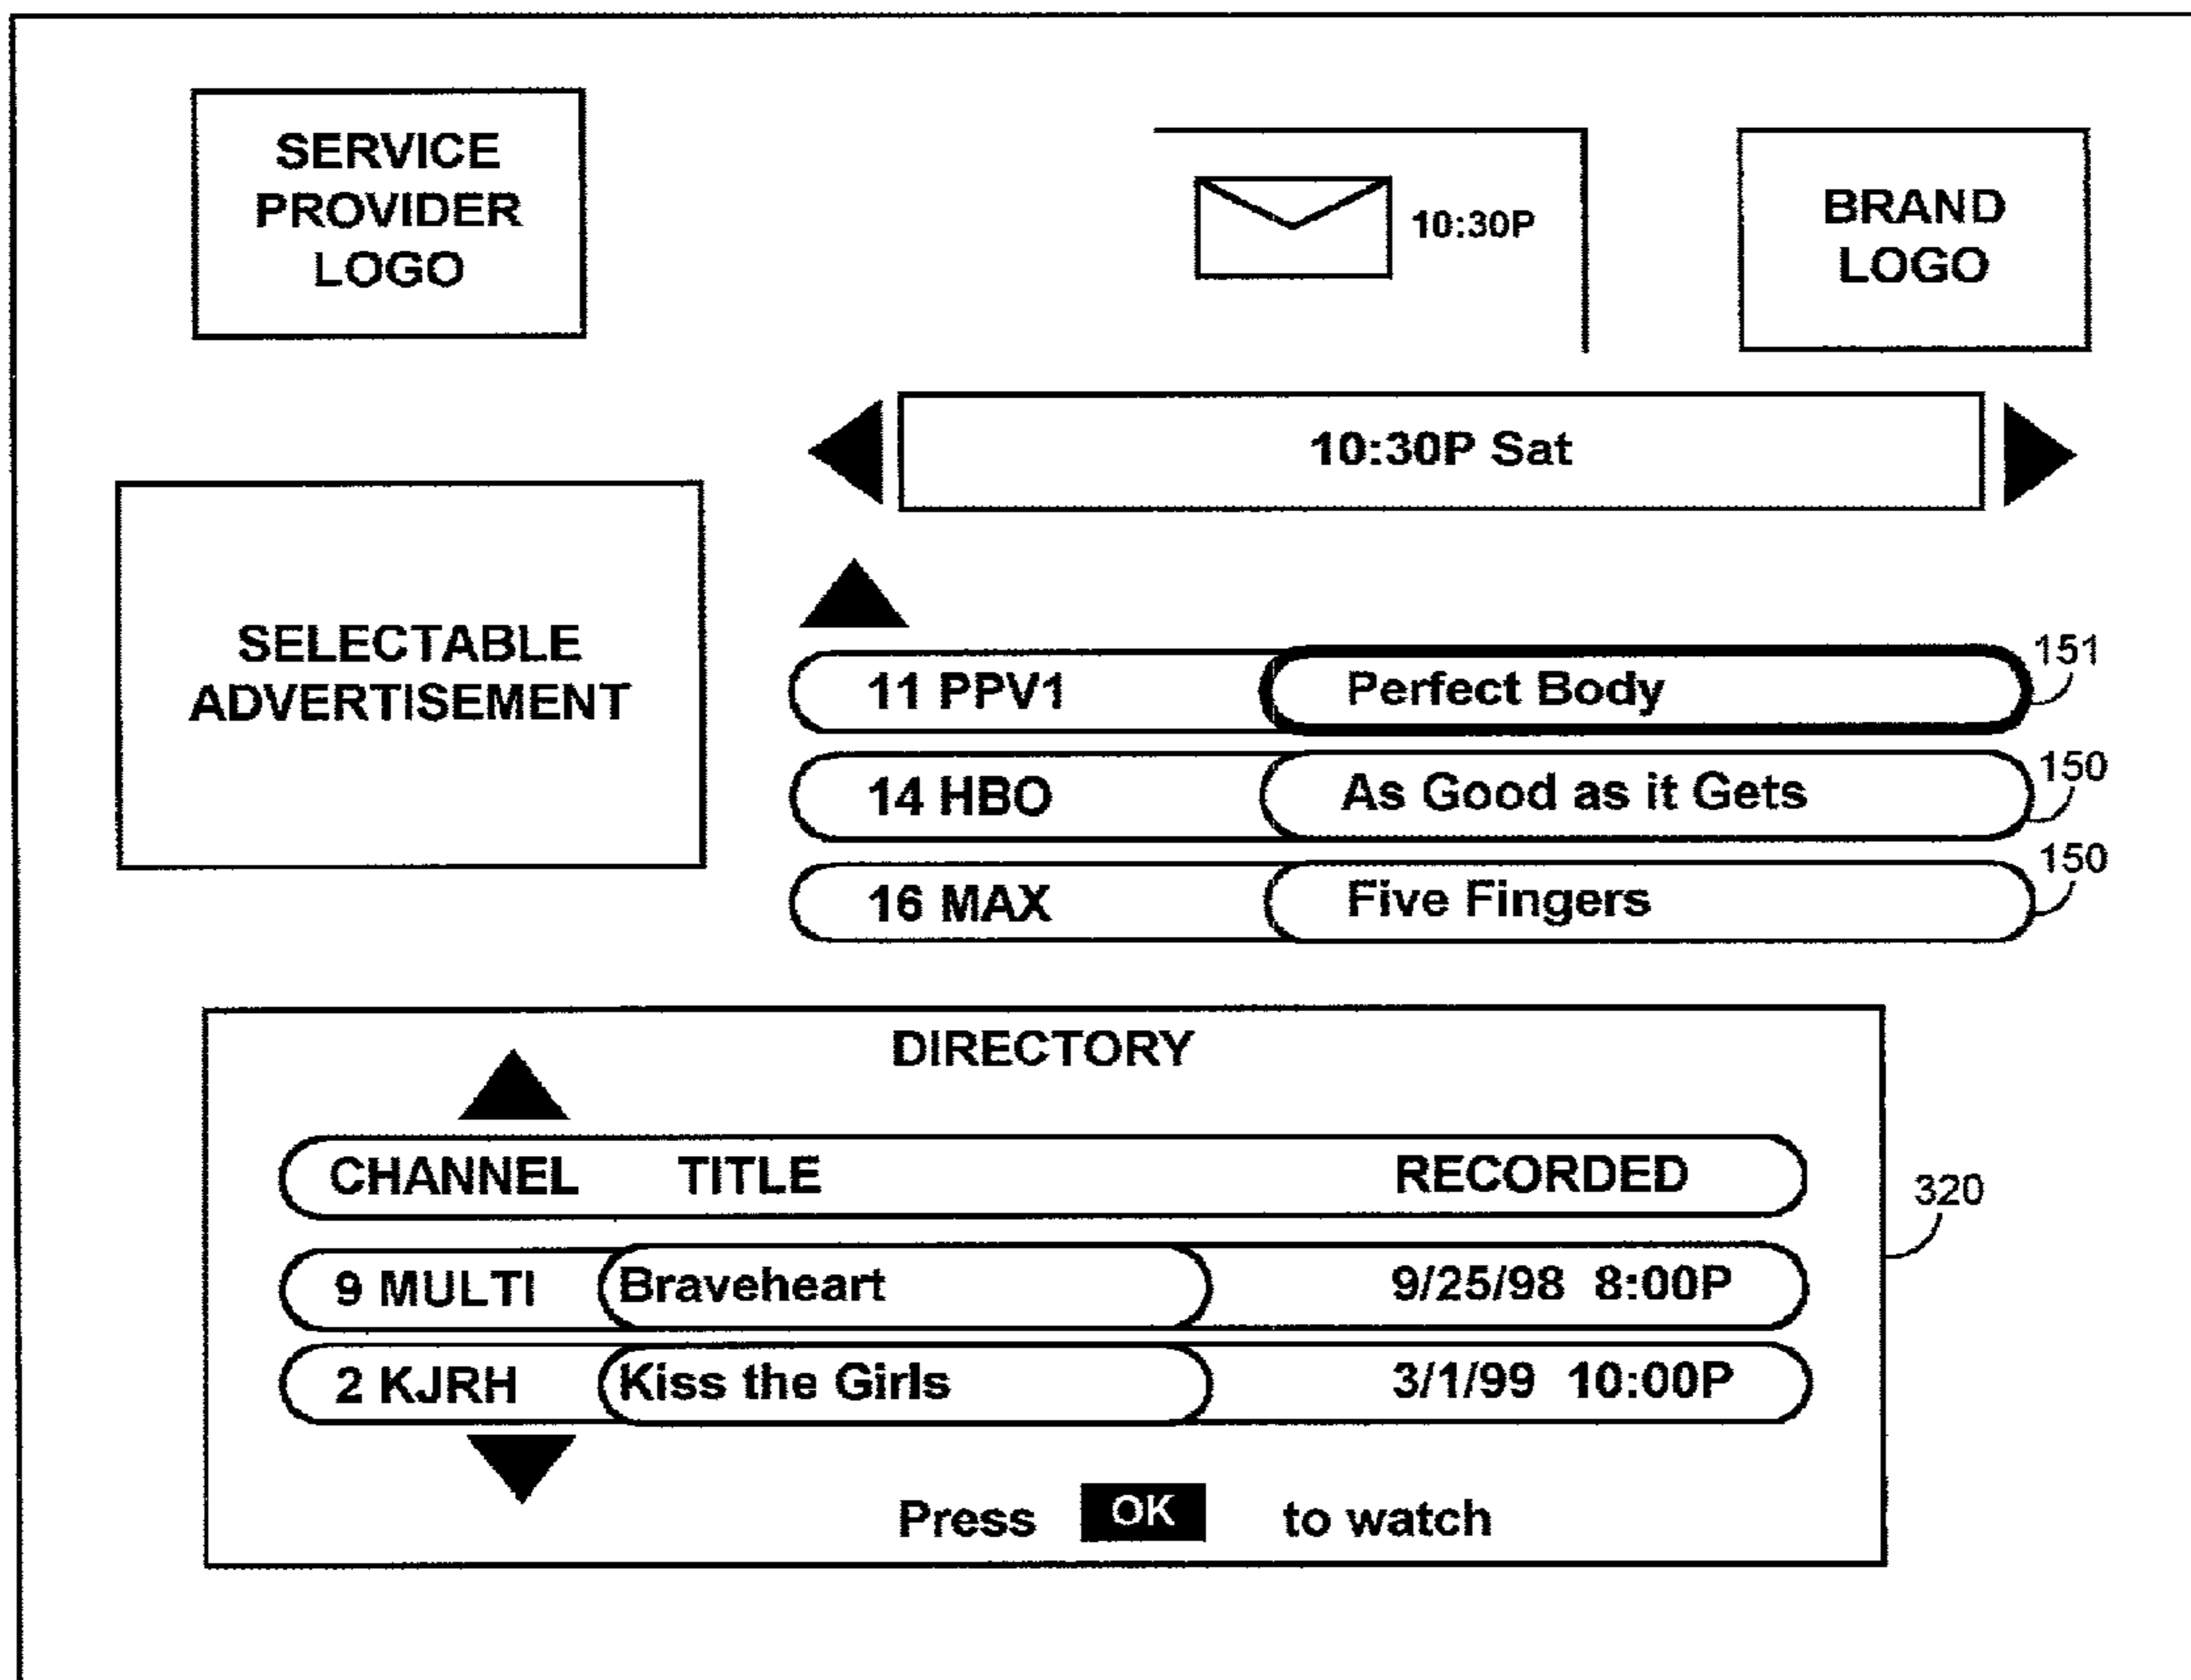 SERVICE
PROVIDER
LOGO
10:30P
BRAND
LOGO
10:30P Sat
SELECTABLE
ADVERTISEMENT
11 PPV1 Perfect Body 151
14 HBO As Good as it Gets 150
16 MAX Five Fingers 150
DIRECTORY
CHANNEL TITLE RECORDED
320
9 MULTI Braveheart 9/25/98 8:00P
2 KJRH Kiss the Girls 3/1/99 10:00P
Press OK to watch